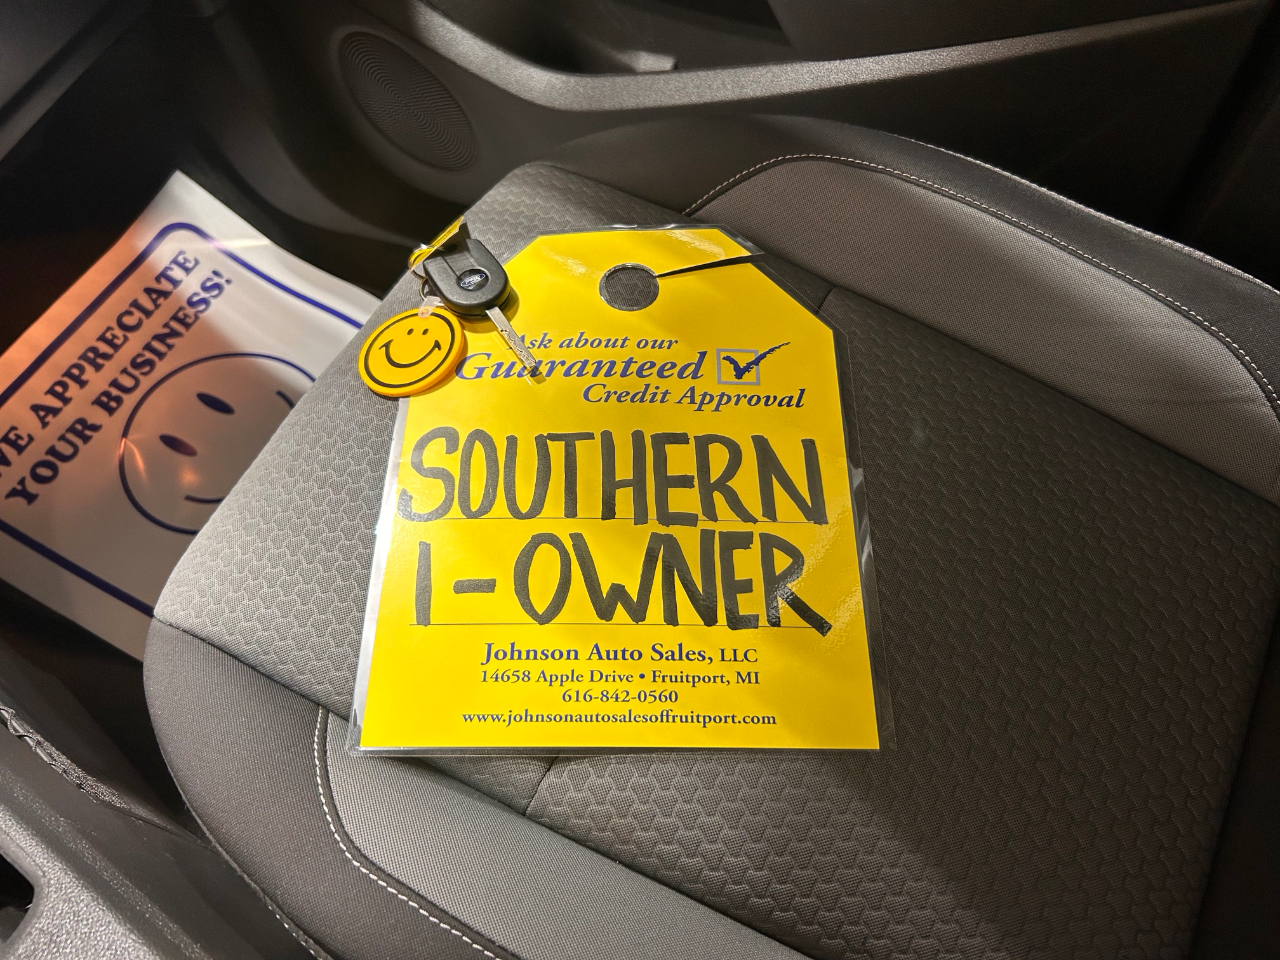 WE APPRECIATE
YOUR BUSINESS!
Ask about our
Guaranteed
Credit Approval
SOUTHERN
1-OWNER
Johnson Auto Sales, LLC
14658 Apple Drive • Fruitport, MI
616-842-0560
www.johnsonautosalesoffruitport.com